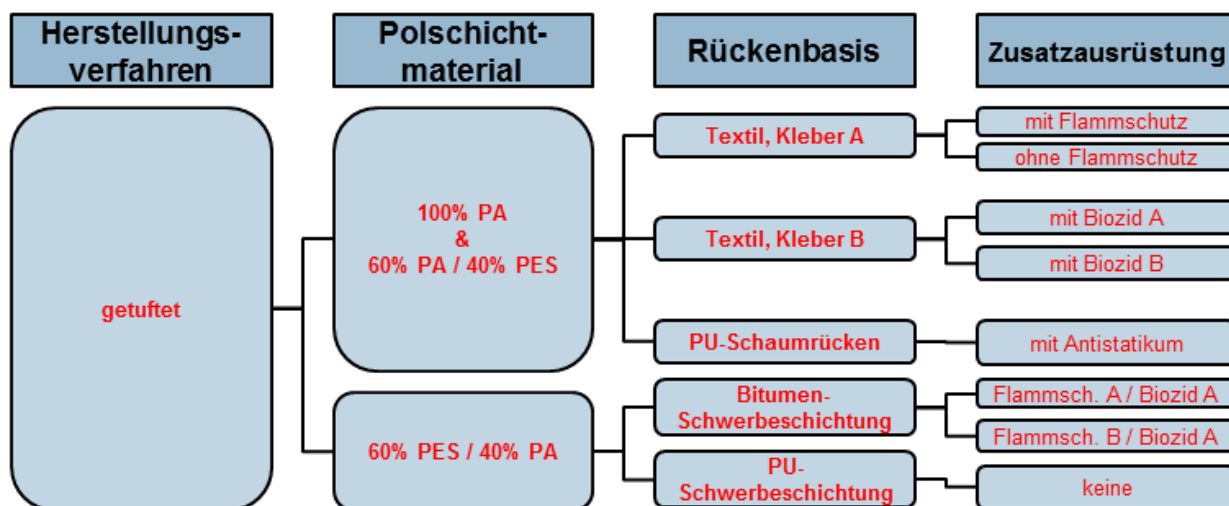 Herstellungs-
verfahren
Polschicht-
material
Rückenbasis
Zusatzausrüstung
getuftet
100% PA
&
60% PA / 40% PES
60% PES / 40% PA
Textil, Kleber A
Textil, Kleber B
PU-Schaumrücken
Bitumen-
Schwerbeschichtung
PU-
Schwerbeschichtung
mit Flammschutz
ohne Flammschutz
mit Biozid A
mit Biozid B
mit Antistatikum
Flammsch. A / Biozid A
Flammsch. B / Biozid A
keine